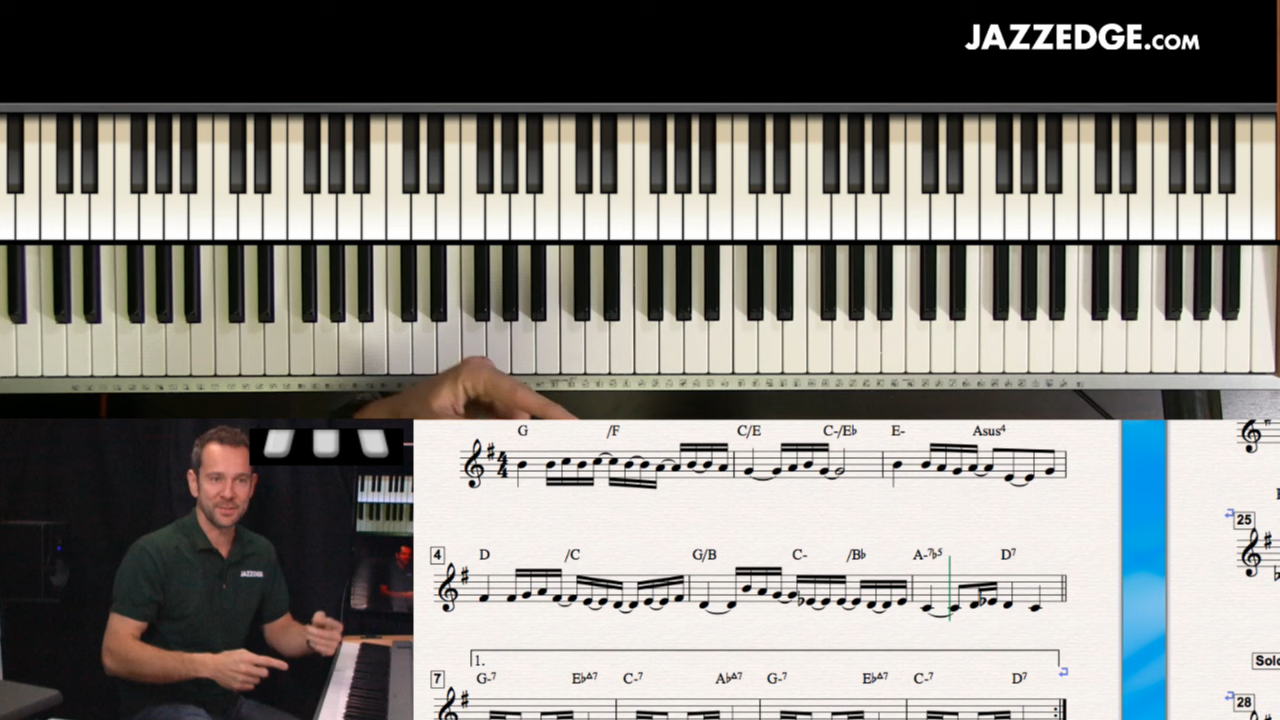 JAZZEDGE.COM
G /F C/E C-/E♭ E- Asus⁴
4 D /C G/B C- /B♭ A-⁷♭⁵ D⁷
25
1.
7 G-⁷ E♭Δ⁷ C-⁷ A♭Δ⁷ G-⁷ E♭Δ⁷ C-⁷ D⁷
Solo
28
JAZZEDGE